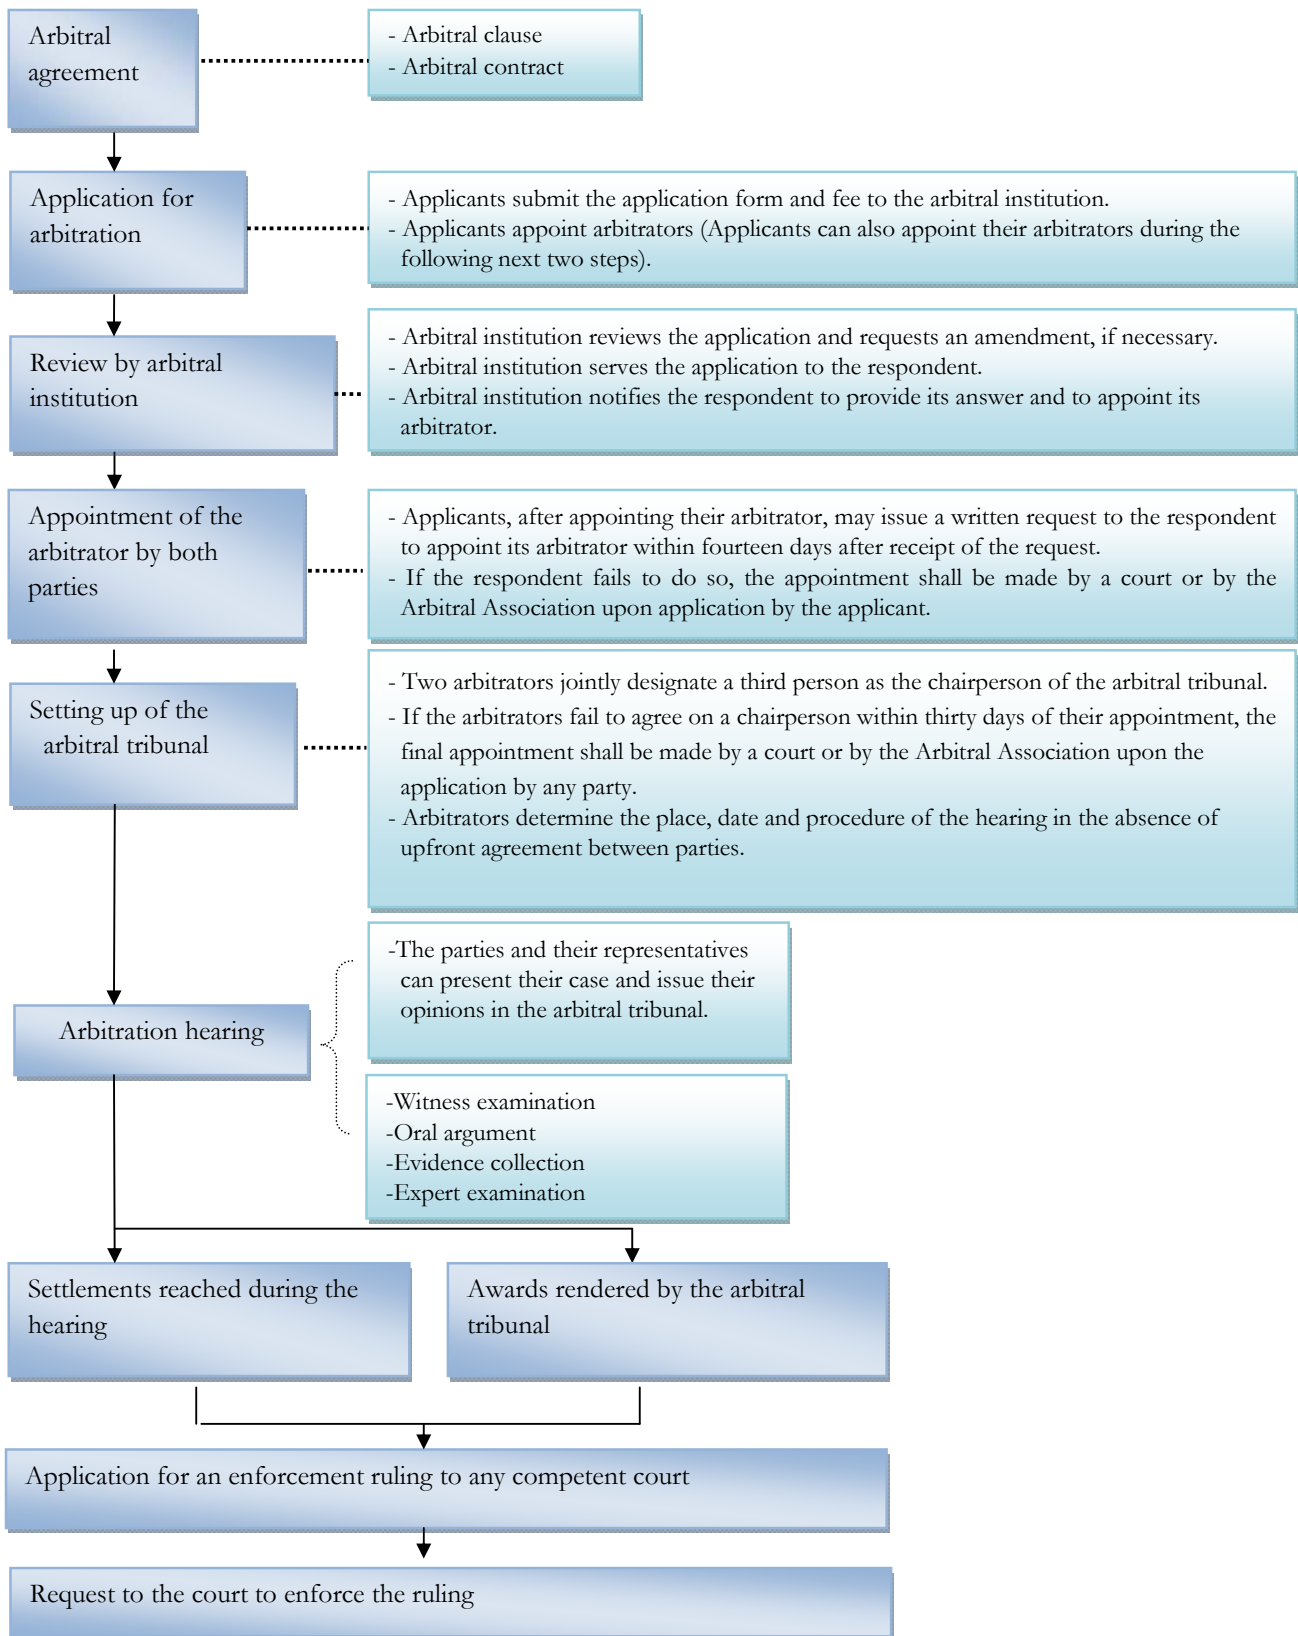 Arbitral
agreement
- Arbitral clause
- Arbitral contract
Application for
arbitration
- Applicants submit the application form and fee to the arbitral institution.
- Applicants appoint arbitrators (Applicants can also appoint their arbitrators during the
following next two steps).
Review by arbitral
institution
- Arbitral institution reviews the application and requests an amendment, if necessary.
- Arbitral institution serves the application to the respondent.
- Arbitral institution notifies the respondent to provide its answer and to appoint its
arbitrator.
Appointment of the
arbitrator by both
parties
- Applicants, after appointing their arbitrator, may issue a written request to the respondent
to appoint its arbitrator within fourteen days after receipt of the request.
- If the respondent fails to do so, the appointment shall be made by a court or by the
Arbitral Association upon application by the applicant.
Setting up of the
arbitral tribunal
- Two arbitrators jointly designate a third person as the chairperson of the arbitral tribunal.
- If the arbitrators fail to agree on a chairperson within thirty days of their appointment, the
final appointment shall be made by a court or by the Arbitral Association upon the
application by any party.
- Arbitrators determine the place, date and procedure of the hearing in the absence of
upfront agreement between parties.
Arbitration hearing
-The parties and their representatives
can present their case and issue their
opinions in the arbitral tribunal.
-Witness examination
-Oral argument
-Evidence collection
-Expert examination
Settlements reached during the
hearing
Awards rendered by the arbitral
tribunal
Application for an enforcement ruling to any competent court
Request to the court to enforce the ruling